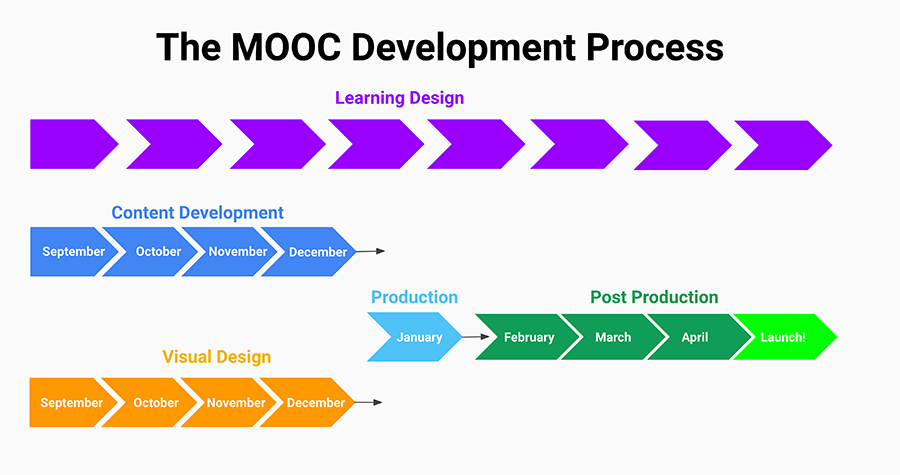 The MOOC Development Process
Learning Design
Content Development
September October November December
Production Post Production
January February March April Launch!
Visual Design
September October November December